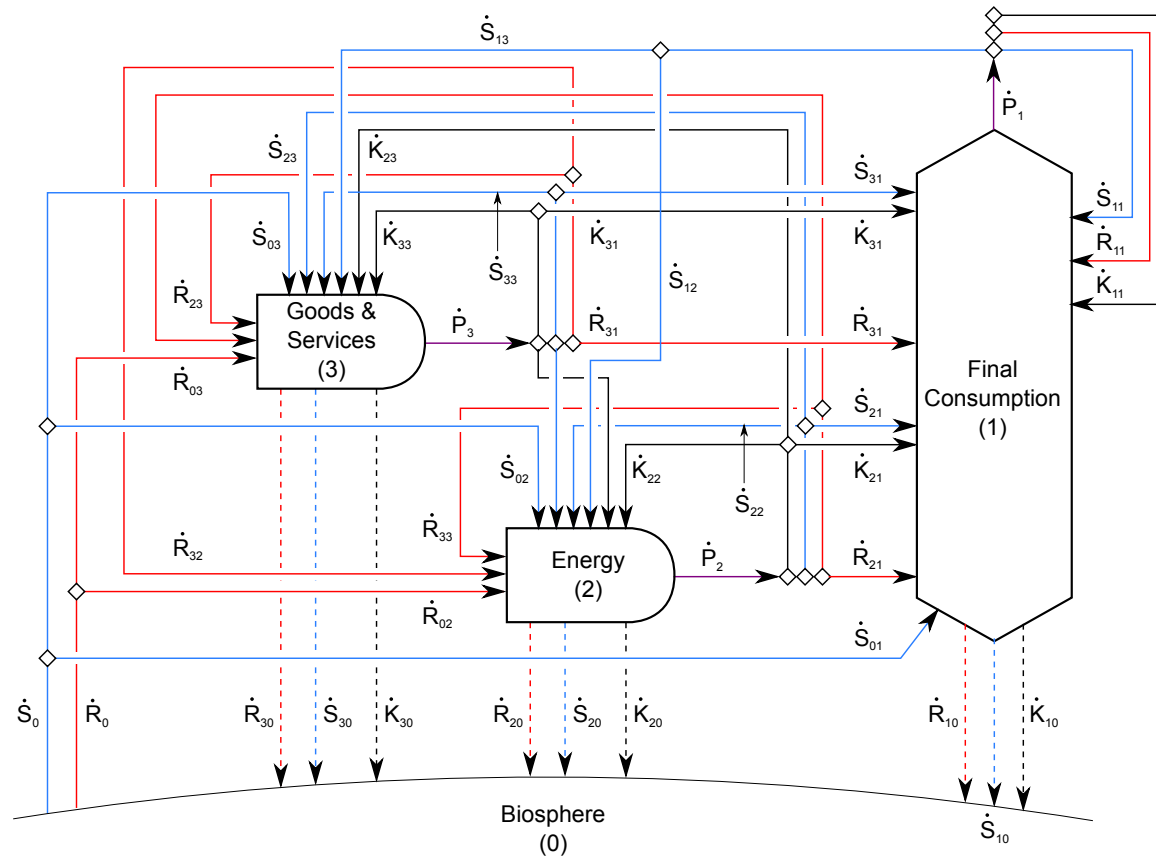 Ṡ₁₃
Ṗ₁
Ṡ₂₃
K̇₂₃
Ṡ₃₁
Ṡ₁₁
Ṡ₀₃
K̇₃₃
Ṡ₃₃
K̇₃₁
Ṡ₁₂
K̇₃₁
Ṙ₁₁
K̇₁₁
Ṙ₂₃
Goods &
Services
(3)
Ṗ₃
Ṙ₃₁
Ṙ₃₁
Ṙ₀₃
Final
Consumption
(1)
Ṡ₂₁
Ṡ₀₂
K̇₂₂
Ṡ₂₂
K̇₂₁
Ṙ₃₃
Ṙ₃₂
Energy
(2)
Ṗ₂
Ṙ₂₁
Ṙ₀₂
Ṡ₀₁
Ṡ₀
Ṙ₀
Ṙ₃₀
Ṡ₃₀
K̇₃₀
Ṙ₂₀
Ṡ₂₀
K̇₂₀
Ṙ₁₀
K̇₁₀
Ṡ₁₀
Biosphere
(0)